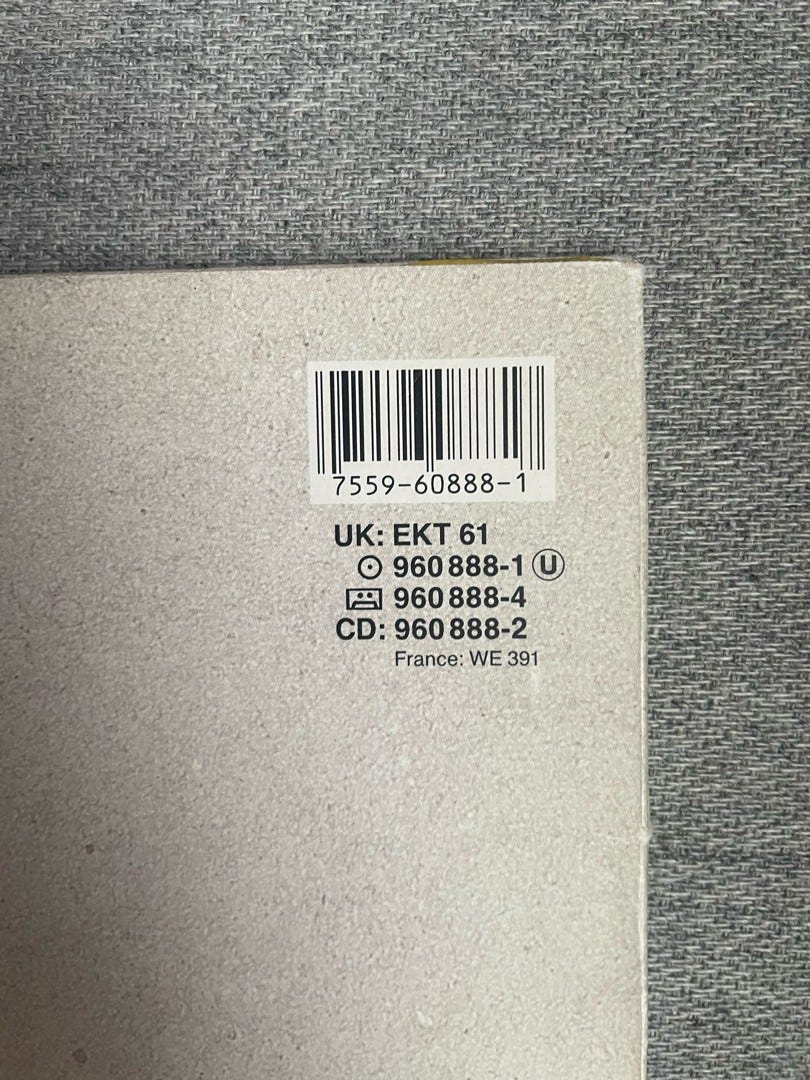 7559-60888-1
UK: EKT 61
960 888-1 Ⓤ
960 888-4
CD: 960 888-2
France: WE 391